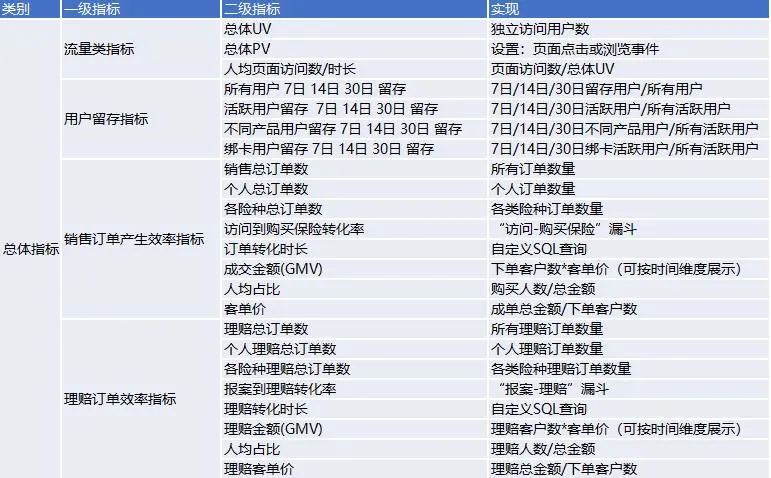 类别 一级指标 二级指标 实现
总体UV 独立访问用户数
流量类指标 总体PV 设置：页面点击或浏览事件
人均页面访问数/时长 页面访问数/总体UV
所有用户 7日 14日 30日 留存 7日/14日/30日留存用户/所有用户
活跃用户留存 7日 14日 30日 留存 7日/14日/30日活跃用户/所有活跃用户
用户留存指标
不同产品用户留存 7日 14日 30日 留存 7日/14日/30日不同产品用户/所有活跃用户
绑卡用户留存 7日 14日 30日 留存 7日/14日/30日绑卡活跃用户/所有活跃用户
销售总订单数 所有订单数量
个人总订单数 个人订单数量
各险种总订单数 各类险种订单数量
访问到购买保险转化率 “访问-购买保险”漏斗
销售订单产生效率指标
总体指标 订单转化时长 自定义SQL查询
成交金额(GMV) 下单客户数*客单价（可按时间维度展示）
人均占比 购买人数/总金额
客单价 成单总金额/下单客户数
理赔总订单数 所有理赔订单数量
个人理赔总订单数 个人理赔订单数量
各险种理赔总订单数 各类险种理赔订单数量
报案到理赔转化率 “报案-理赔”漏斗
理赔订单效率指标
理赔转化时长 自定义SQL查询
理赔金额(GMV) 理赔客户数*客单价（可按时间维度展示）
人均占比 理赔人数/总金额
理赔客单价 理赔总金额/下单客户数